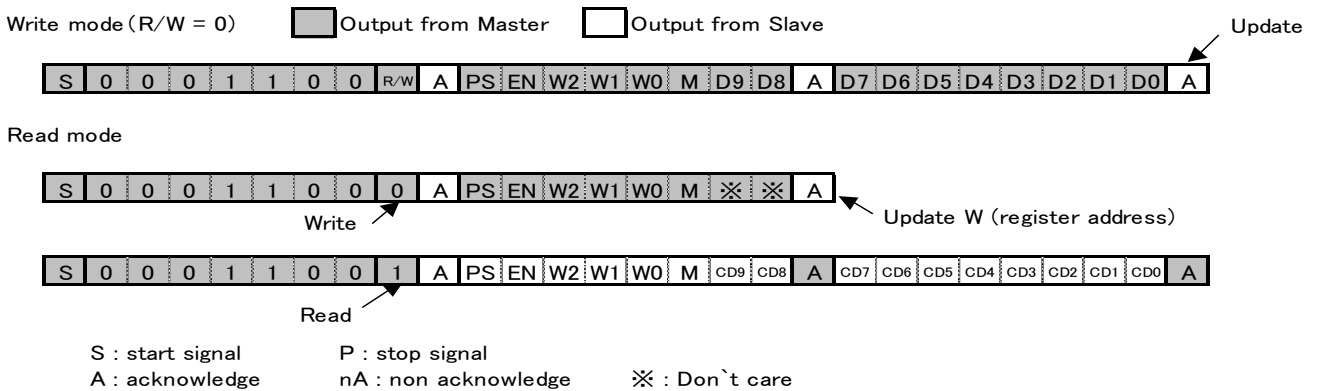 Write mode(R/W = 0) Output from Master Output from Slave Update
S 0 0 0 1 1 0 0 R/W A PS EN W2 W1 W0 M D9 D8 A D7 D6 D5 D4 D3 D2 D1 D0 A
Read mode
S 0 0 0 1 1 0 0 0 A PS EN W2 W1 W0 M ※ ※ A
Write Update W (register address)
S 0 0 0 1 1 0 0 1 A PS EN W2 W1 W0 M CD9 CD8 A CD7 CD6 CD5 CD4 CD3 CD2 CD1 CD0 A
Read
S : start signal P : stop signal
A : acknowledge nA : non acknowledge ※ : Don`t care